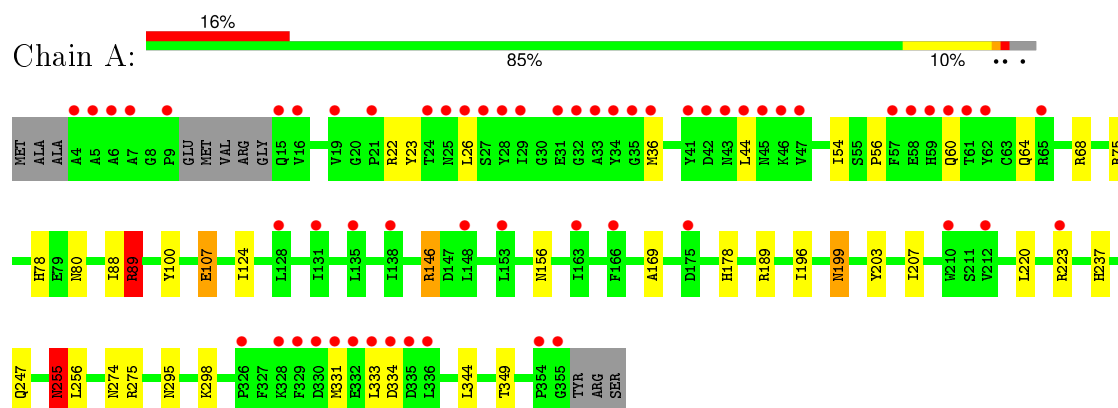 16%
Chain A:
85%
10%
MET ALA ALA A4 A5 A6 A7 G8 P9 GLU MET VAL ARG GLY Q15 V16 V19 G20 P21 R22 Y23 T24 N25 L26 S27 Y28 I29 G30 E31 G32 A33 Y34 G35 M36 Y41 D42 N43 L44 N45 K46 V47 I54 S55 P56 F57 E58 H59 Q60 T61 Y62 C63 Q64 R65 R68 R75
H78 E79 N80 I88 R89 Y100 E107 I124 L128 I131 L135 I138 R146 D147 L148 L153 N156 I163 F166 A169 D175 H178 R189 I196 N199 Y203 I207 W210 S211 V212 L220 R223 H237
Q247 N255 L256 N274 R275 N295 K298 P326 F327 K328 F329 D330 M331 E332 L333 D334 D335 L336 L344 T349 P354 G355 TYR ARG SER